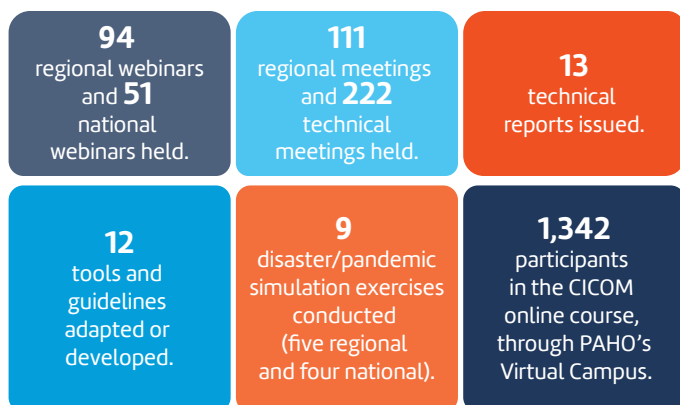 94
regional webinars
and 51
national
webinars held.
111
regional meetings
and 222
technical
meetings held.
13
technical
reports issued.
12
tools and
guidelines
adapted or
developed.
9
disaster/pandemic
simulation exercises
conducted
(five regional
and four national).
1,342
participants
in the CICOM
online course,
through PAHO’s
Virtual Campus.